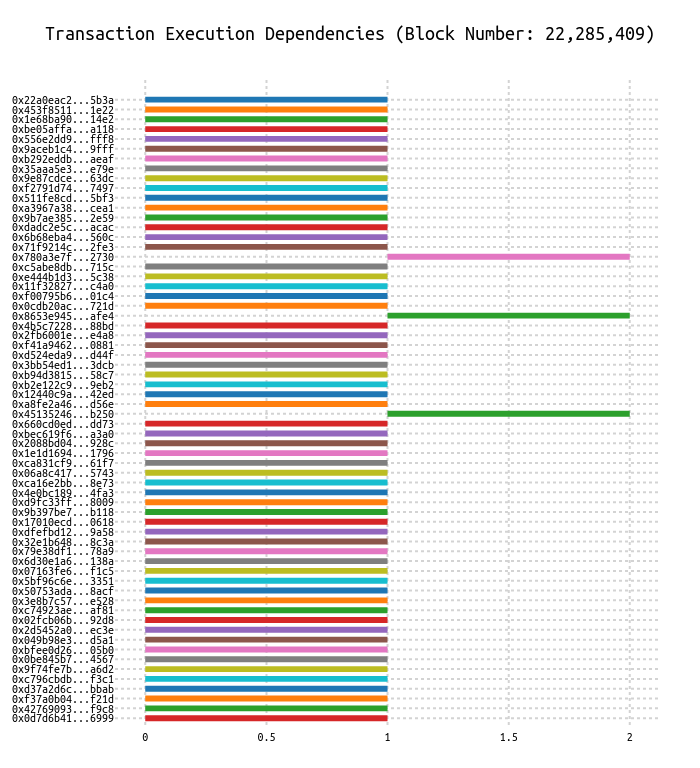 Transaction Execution Dependencies (Block Number: 22,285,409)
0x22a0eac2...5b3a
0x453f8511...1e22
0x1e68ba90...14e2
0xbe05affa...a118
0x556e2dd9...fff8
0x9aceb1c4...9fff
0xb292eddb...aeaf
0x35aaa5e3...e79e
0x9e87cdce...63dc
0xf2791d74...7497
0x511fe8cd...5bf3
0xa3967a38...cea1
0x9b7ae385...2e59
0xdadc2e5c...acac
0x6b68eba4...560c
0x71f9214c...2fe3
0x780a3e7f...2730
0xc5abe8db...715c
0xe444b1d3...5c38
0x11f32827...c4a0
0xf00795b6...01c4
0x0cdb20ac...721d
0x8653e945...afe4
0x4b5c7228...88bd
0x2fb6001e...e4a8
0xf41a9462...0881
0xd524eda9...d44f
0x3bb54ed1...3dcb
0xb94d3815...58c7
0xb2e122c9...9eb2
0x12440c9a...42ed
0xa8fe2a46...d56e
0x45135246...b250
0x660cd0ed...dd73
0xbec619f6...a3a0
0x2088bd04...928c
0x1e1d1694...1796
0xca831cf9...61f7
0x06a8c417...5743
0xca16e2bb...8e73
0x4e0bc189...4fa3
0xd9fc33ff...8009
0x9b397be7...b118
0x17010ecd...0618
0xdfefbd12...9a58
0x32e1b648...8c3a
0x79e38df1...78a9
0x6d30e1a6...138a
0x07163fe6...f1c5
0x5bf96c6e...3351
0x50753ada...8acf
0x3e8b7c57...e528
0xc74923ae...af81
0x02fcb06b...92d8
0x2d5452a0...ec3e
0x049b98e3...d5a1
0xbfee0d26...05b0
0x0be845b7...4567
0x9f74fe7b...a6d2
0xc796cbdb...f3c1
0xd37a2d6c...bbab
0xf37a0b04...f21d
0x42769093...f9c8
0x0d7d6b41...6999
0 0.5 1 1.5 2